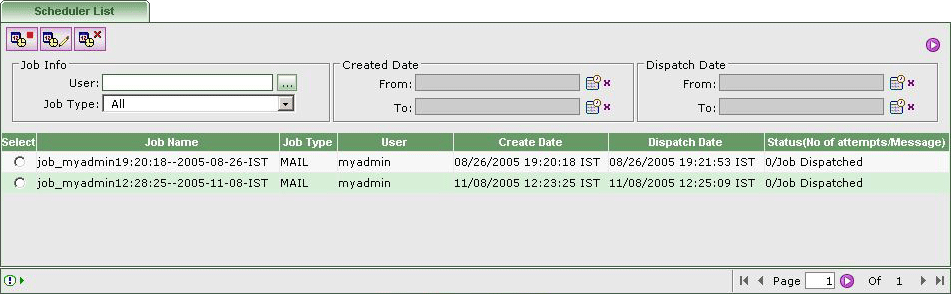 Scheduler List
Job Info
User:
...
Job Type: All
Created Date
From:
To:
Dispatch Date
From:
To:
Select Job Name Job Type User Create Date Dispatch Date Status(No of attempts/Message)
job_myadmin19:20:18--2005-08-26-IST MAIL myadmin 08/26/2005 19:20:18 IST 08/26/2005 19:21:53 IST 0/Job Dispatched
job_myadmin12:28:25--2005-11-08-IST MAIL myadmin 11/08/2005 12:23:25 IST 11/08/2005 12:25:09 IST 0/Job Dispatched
Page 1 Of 1